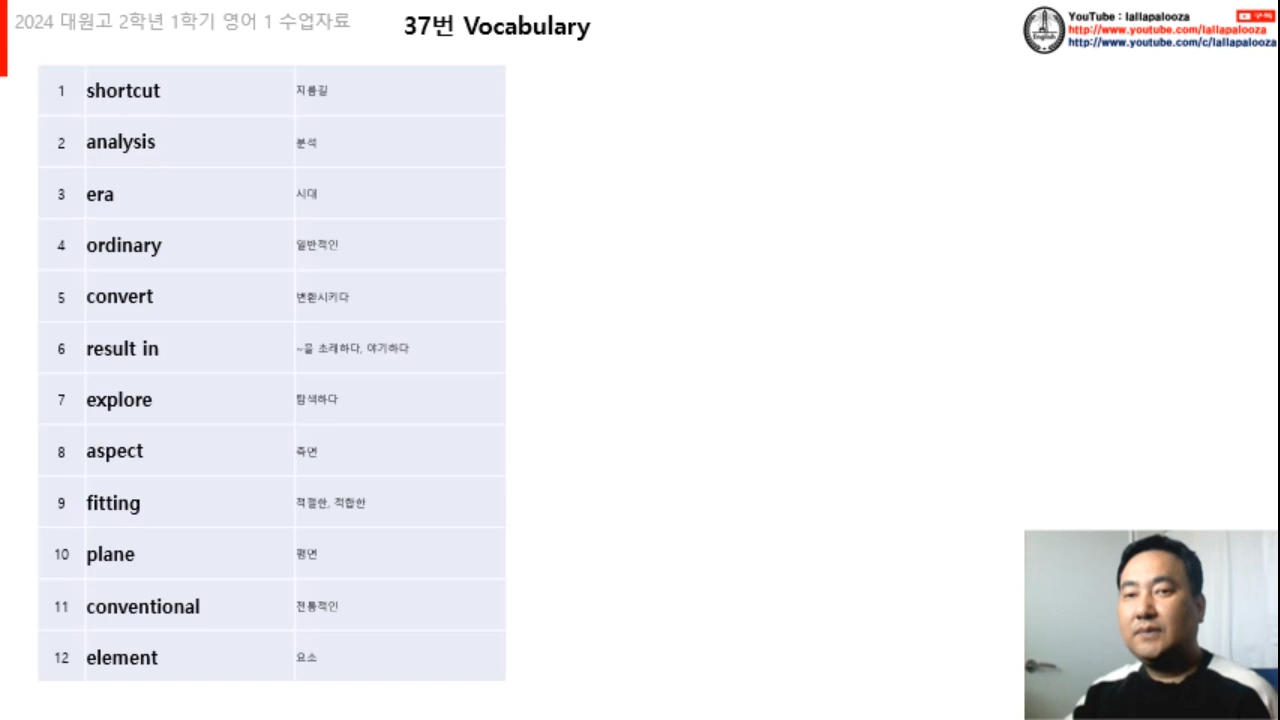 2024 대원고 2학년 1학기 영어 1 수업자료
37번 Vocabulary
YouTube : lallapalooza
구독
http://www.youtube.com/lallapalooza
http://www.youtube.com/c/lallapalooza
English
1 shortcut 지름길
2 analysis 분석
3 era 시대
4 ordinary 일반적인
5 convert 변환시키다
6 result in ~을 초래하다, 야기하다
7 explore 탐색하다
8 aspect 측면
9 fitting 적절한, 적합한
10 plane 평면
11 conventional 전통적인
12 element 요소